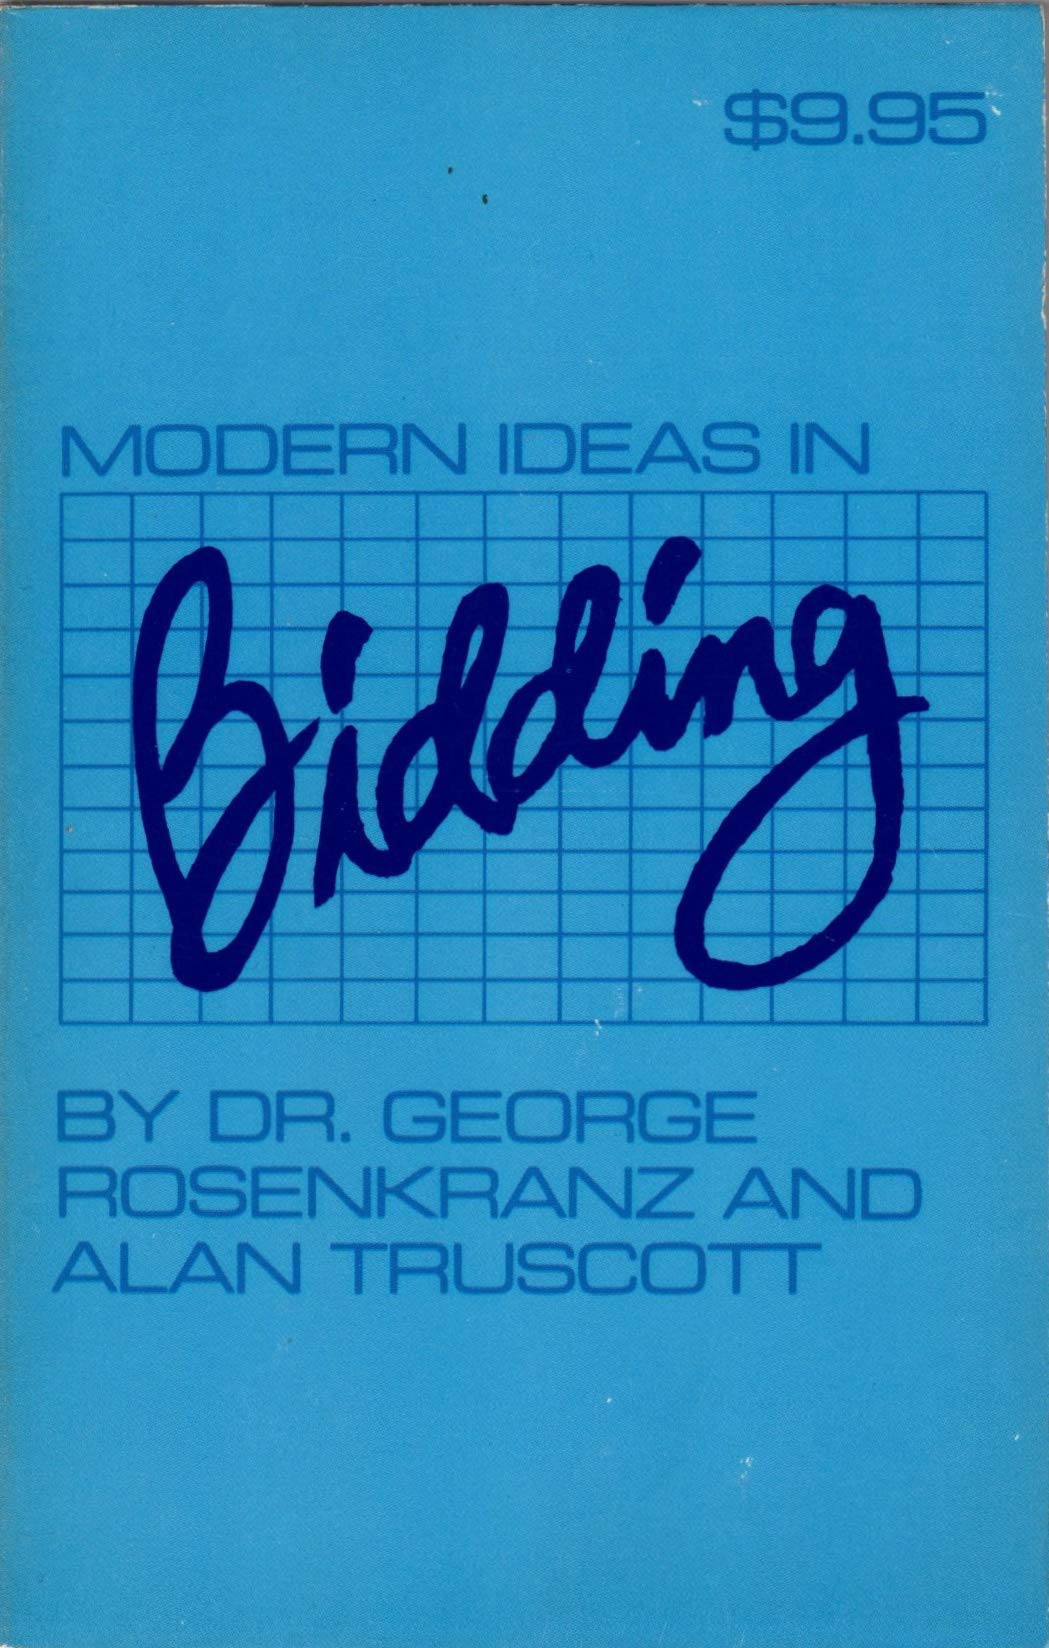 $9.95
MODERN IDEAS IN
Bidding
BY DR. GEORGE
ROSENKRANZ AND
ALAN TRUSCOTT